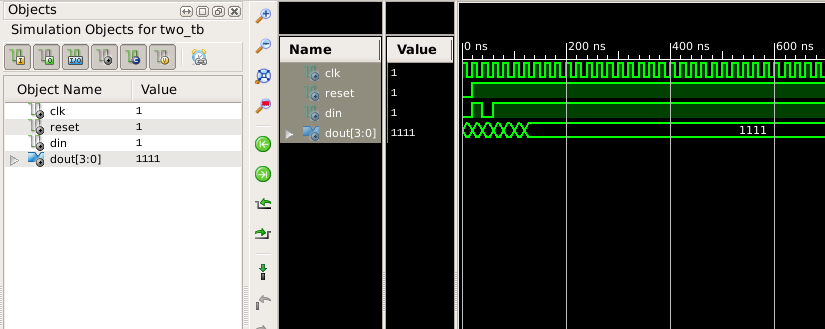 Objects
Simulation Objects for two_tb
Object Name Value
clk 1
reset 1
din 1
dout[3:0] 1111
Name Value
clk 1
reset 1
din 1
dout[3:0] 1111
0 ns 200 ns 400 ns 600 ns
1111